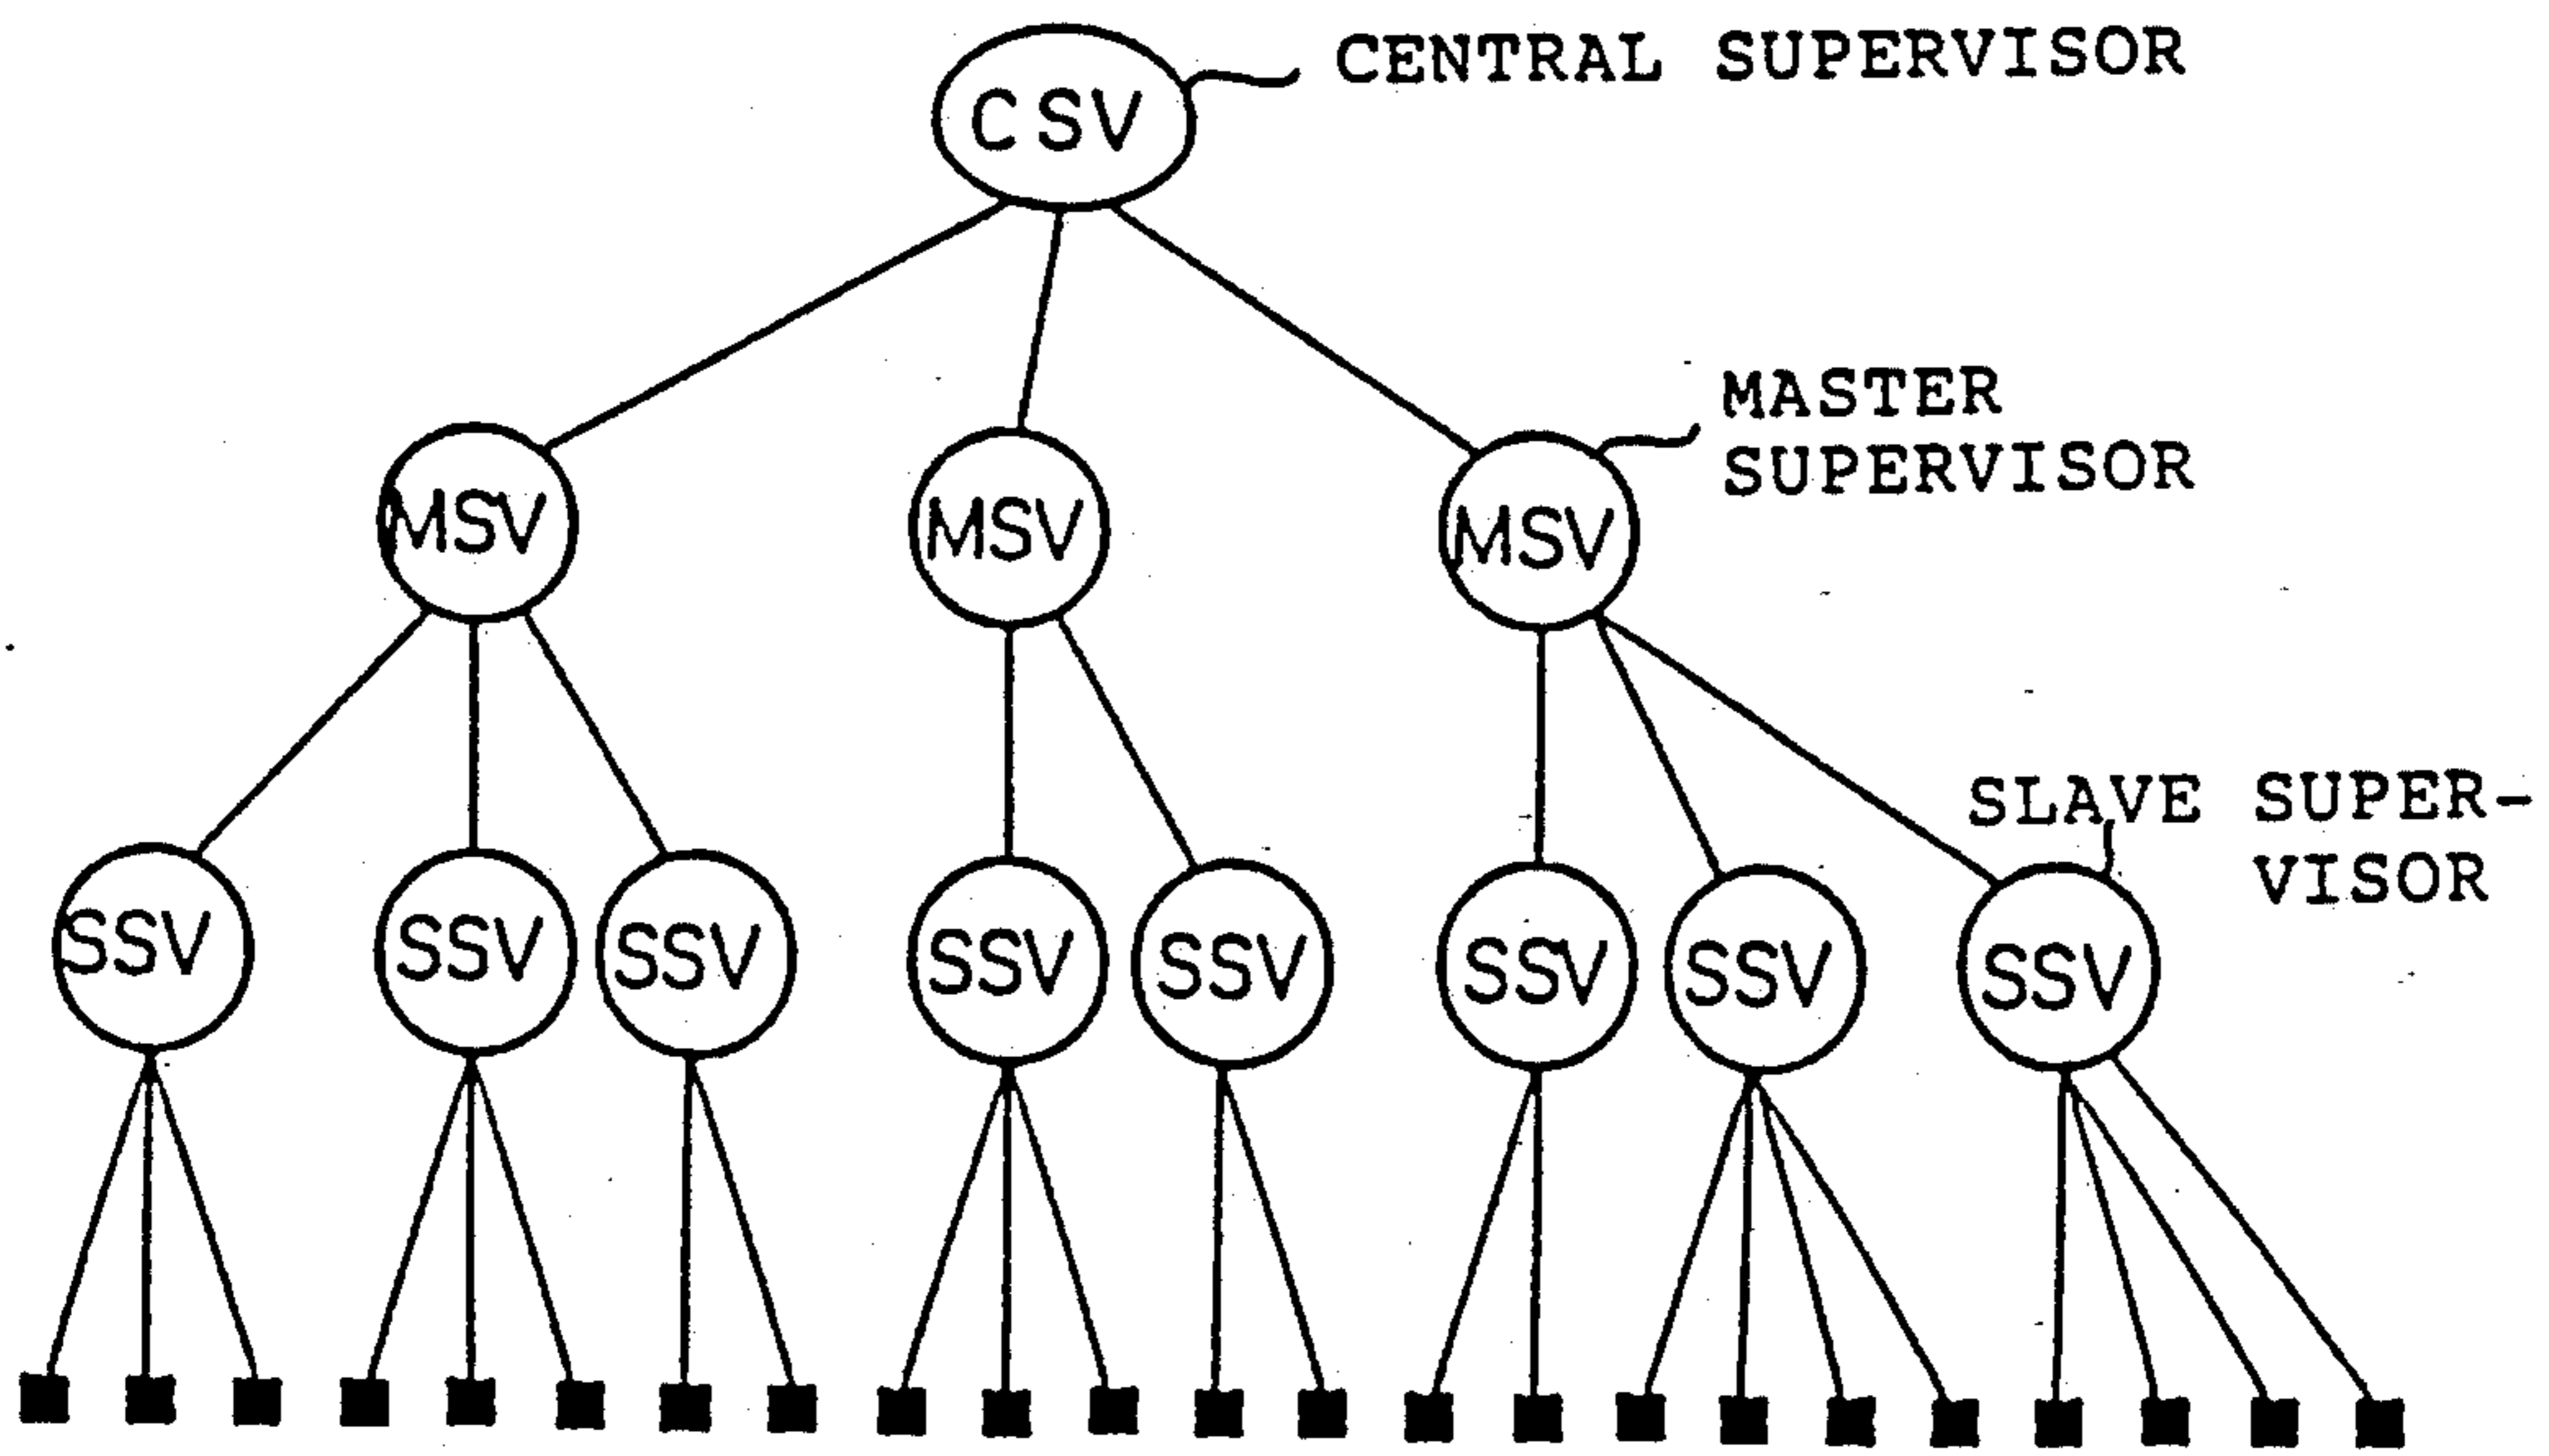 CSV
CENTRAL SUPERVISOR
MASTER
SUPERVISOR
MSV
MSV
MSV
SLAVE SUPER-
VISOR
SSV
SSV
SSV
SSV
SSV
SSV
SSV
SSV